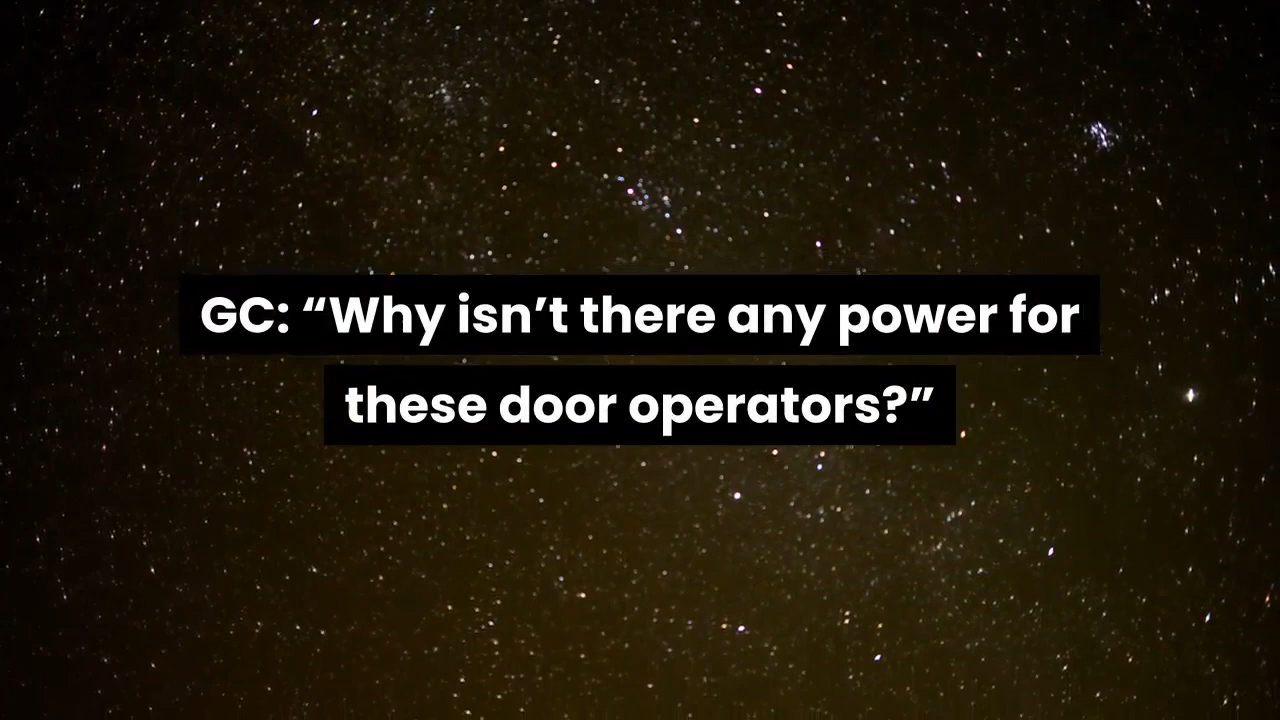 GC: “Why isn’t there any power for
these door operators?”